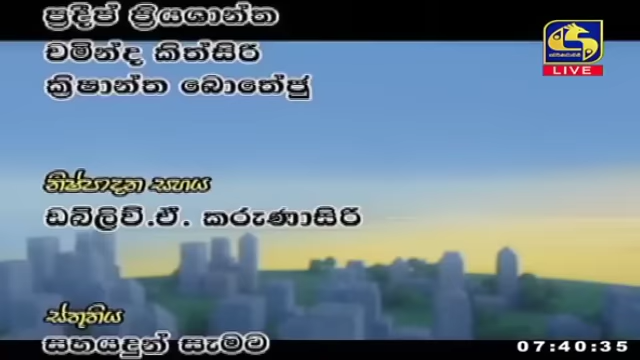 ප්‍රදීප් ප්‍රියශාන්ත
චමින්ද කිත්සිරි
ක්‍රිෂාන්ත බොතේජු
නිෂ්පාදන සහය
ඩබ්ලිව්.ඒ. කරුණාසිරි
ස්තූතිය
සහයදුන් සැමට
LIVE
07:40:35